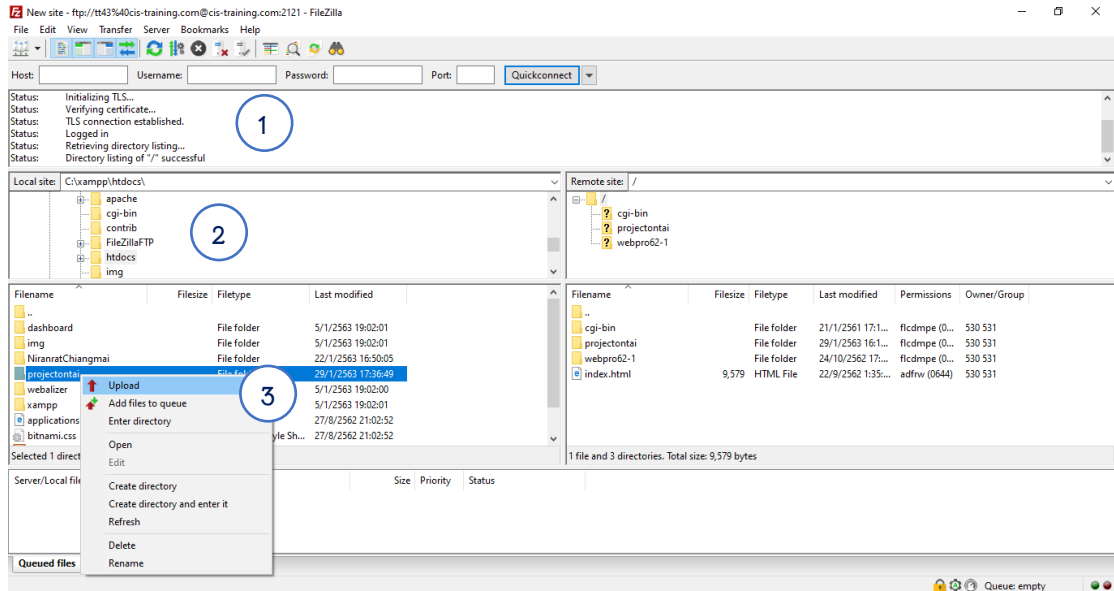 New site - ftp://tt43%40cis-training.com@cis-training.com:2121 - FileZilla
File Edit View Transfer Server Bookmarks Help
Host: Username: Password: Port: Quickconnect
Status: Initializing TLS...
Status: Verifying certificate...
Status: TLS connection established.
Status: Logged in
Status: Retrieving directory listing...
Status: Directory listing of "/" successful
1
Local site: C:\xampp\htdocs\
apache
cgi-bin
contrib
FileZillaFTP
htdocs
img
2
Remote site: /
/
cgi-bin
projectontai
webpro62-1
Filename Filesize Filetype Last modified
..
dashboard File folder 5/1/2563 19:02:01
img File folder 5/1/2563 19:02:01
NiranratChiangmai File folder 22/1/2563 16:50:05
projectontai 29/1/2563 17:36:49
webalizer 5/1/2563 19:02:00
xampp 5/1/2563 19:02:01
applications 27/8/2562 21:02:52
bitnami.css yle Sh... 27/8/2562 21:02:52
Selected 1 direct
Upload
Add files to queue
Enter directory
Open
Edit
Create directory
Create directory and enter it
Refresh
Delete
Rename
3
Filename Filesize Filetype Last modified Permissions Owner/Group
..
cgi-bin File folder 21/1/2561 17:1... flcdmpe (0... 530 531
projectontai File folder 29/1/2563 16:1... flcdmpe (0... 530 531
webpro62-1 File folder 24/10/2562 17:... flcdmpe (0... 530 531
index.html 9,579 HTML File 22/9/2562 1:35:... adfrw (0644) 530 531
1 file and 3 directories. Total size: 9,579 bytes
Server/Local file Size Priority Status
Queued files
Queue: empty